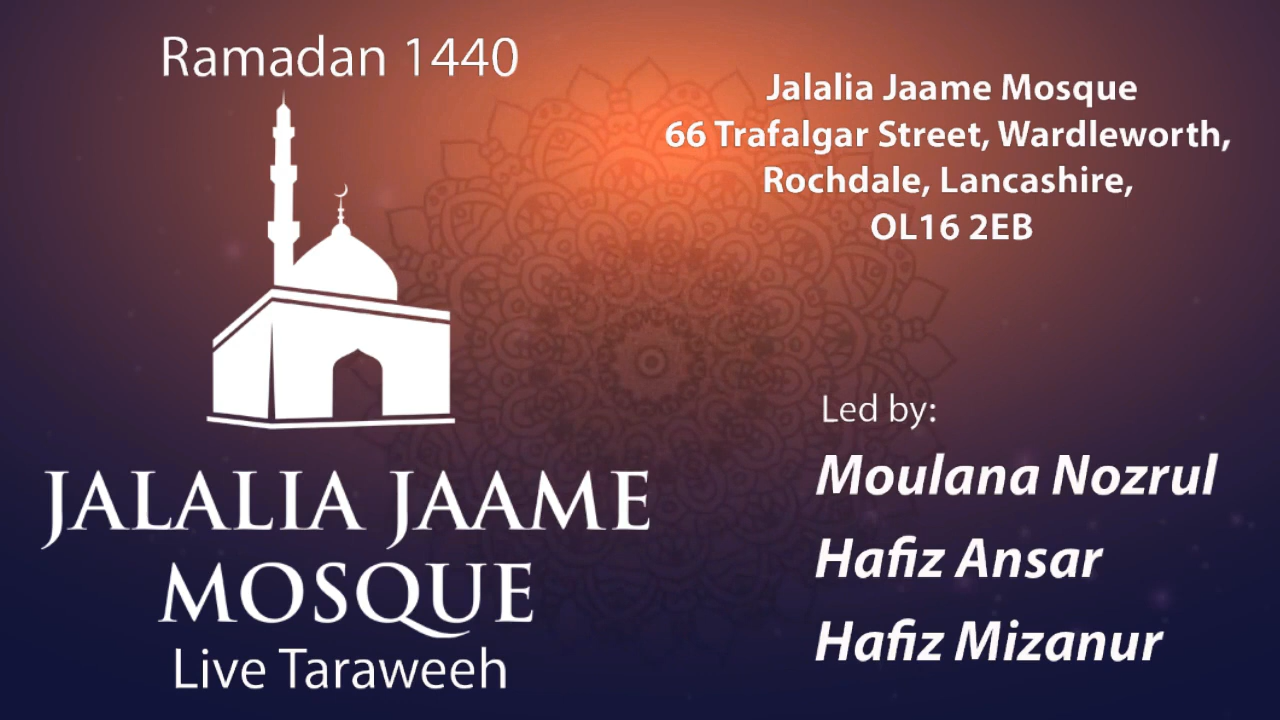 Ramadan 1440
JALALIA JAAME
MOSQUE
Live Taraweeh
Jalalia Jaame Mosque
66 Trafalgar Street, Wardleworth,
Rochdale, Lancashire,
OL16 2EB
Led by:
Moulana Nozrul
Hafiz Ansar
Hafiz Mizanur